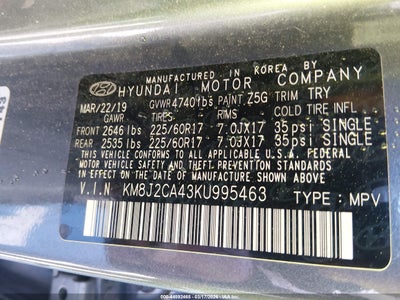 MANUFACTURED IN KOREA BY
HYUNDAI MOTOR COMPANY
MAR/22/19 GVWR 4740lbs PAINT Z5G TRIM TRY
GAWR TIRES RIMS COLD TIRE INFL.
FRONT 2646 lbs 225/60R17 7.0JX17 35psi SINGLE
REAR 2535 lbs 225/60R17 7.0JX17 35psi SINGLE
THIS VEHICLE CONFORMS TO ALL APPLICABLE U.S.FEDERAL MOTOR
VEHICLE SAFETY AND THEFT PREVENTION STANDARDS
IN EFFECT ON THE DATE OF MANUFACTURE SHOWN ABOVE.
V.I.N KM8J2CA43KU995463 TYPE : MPV